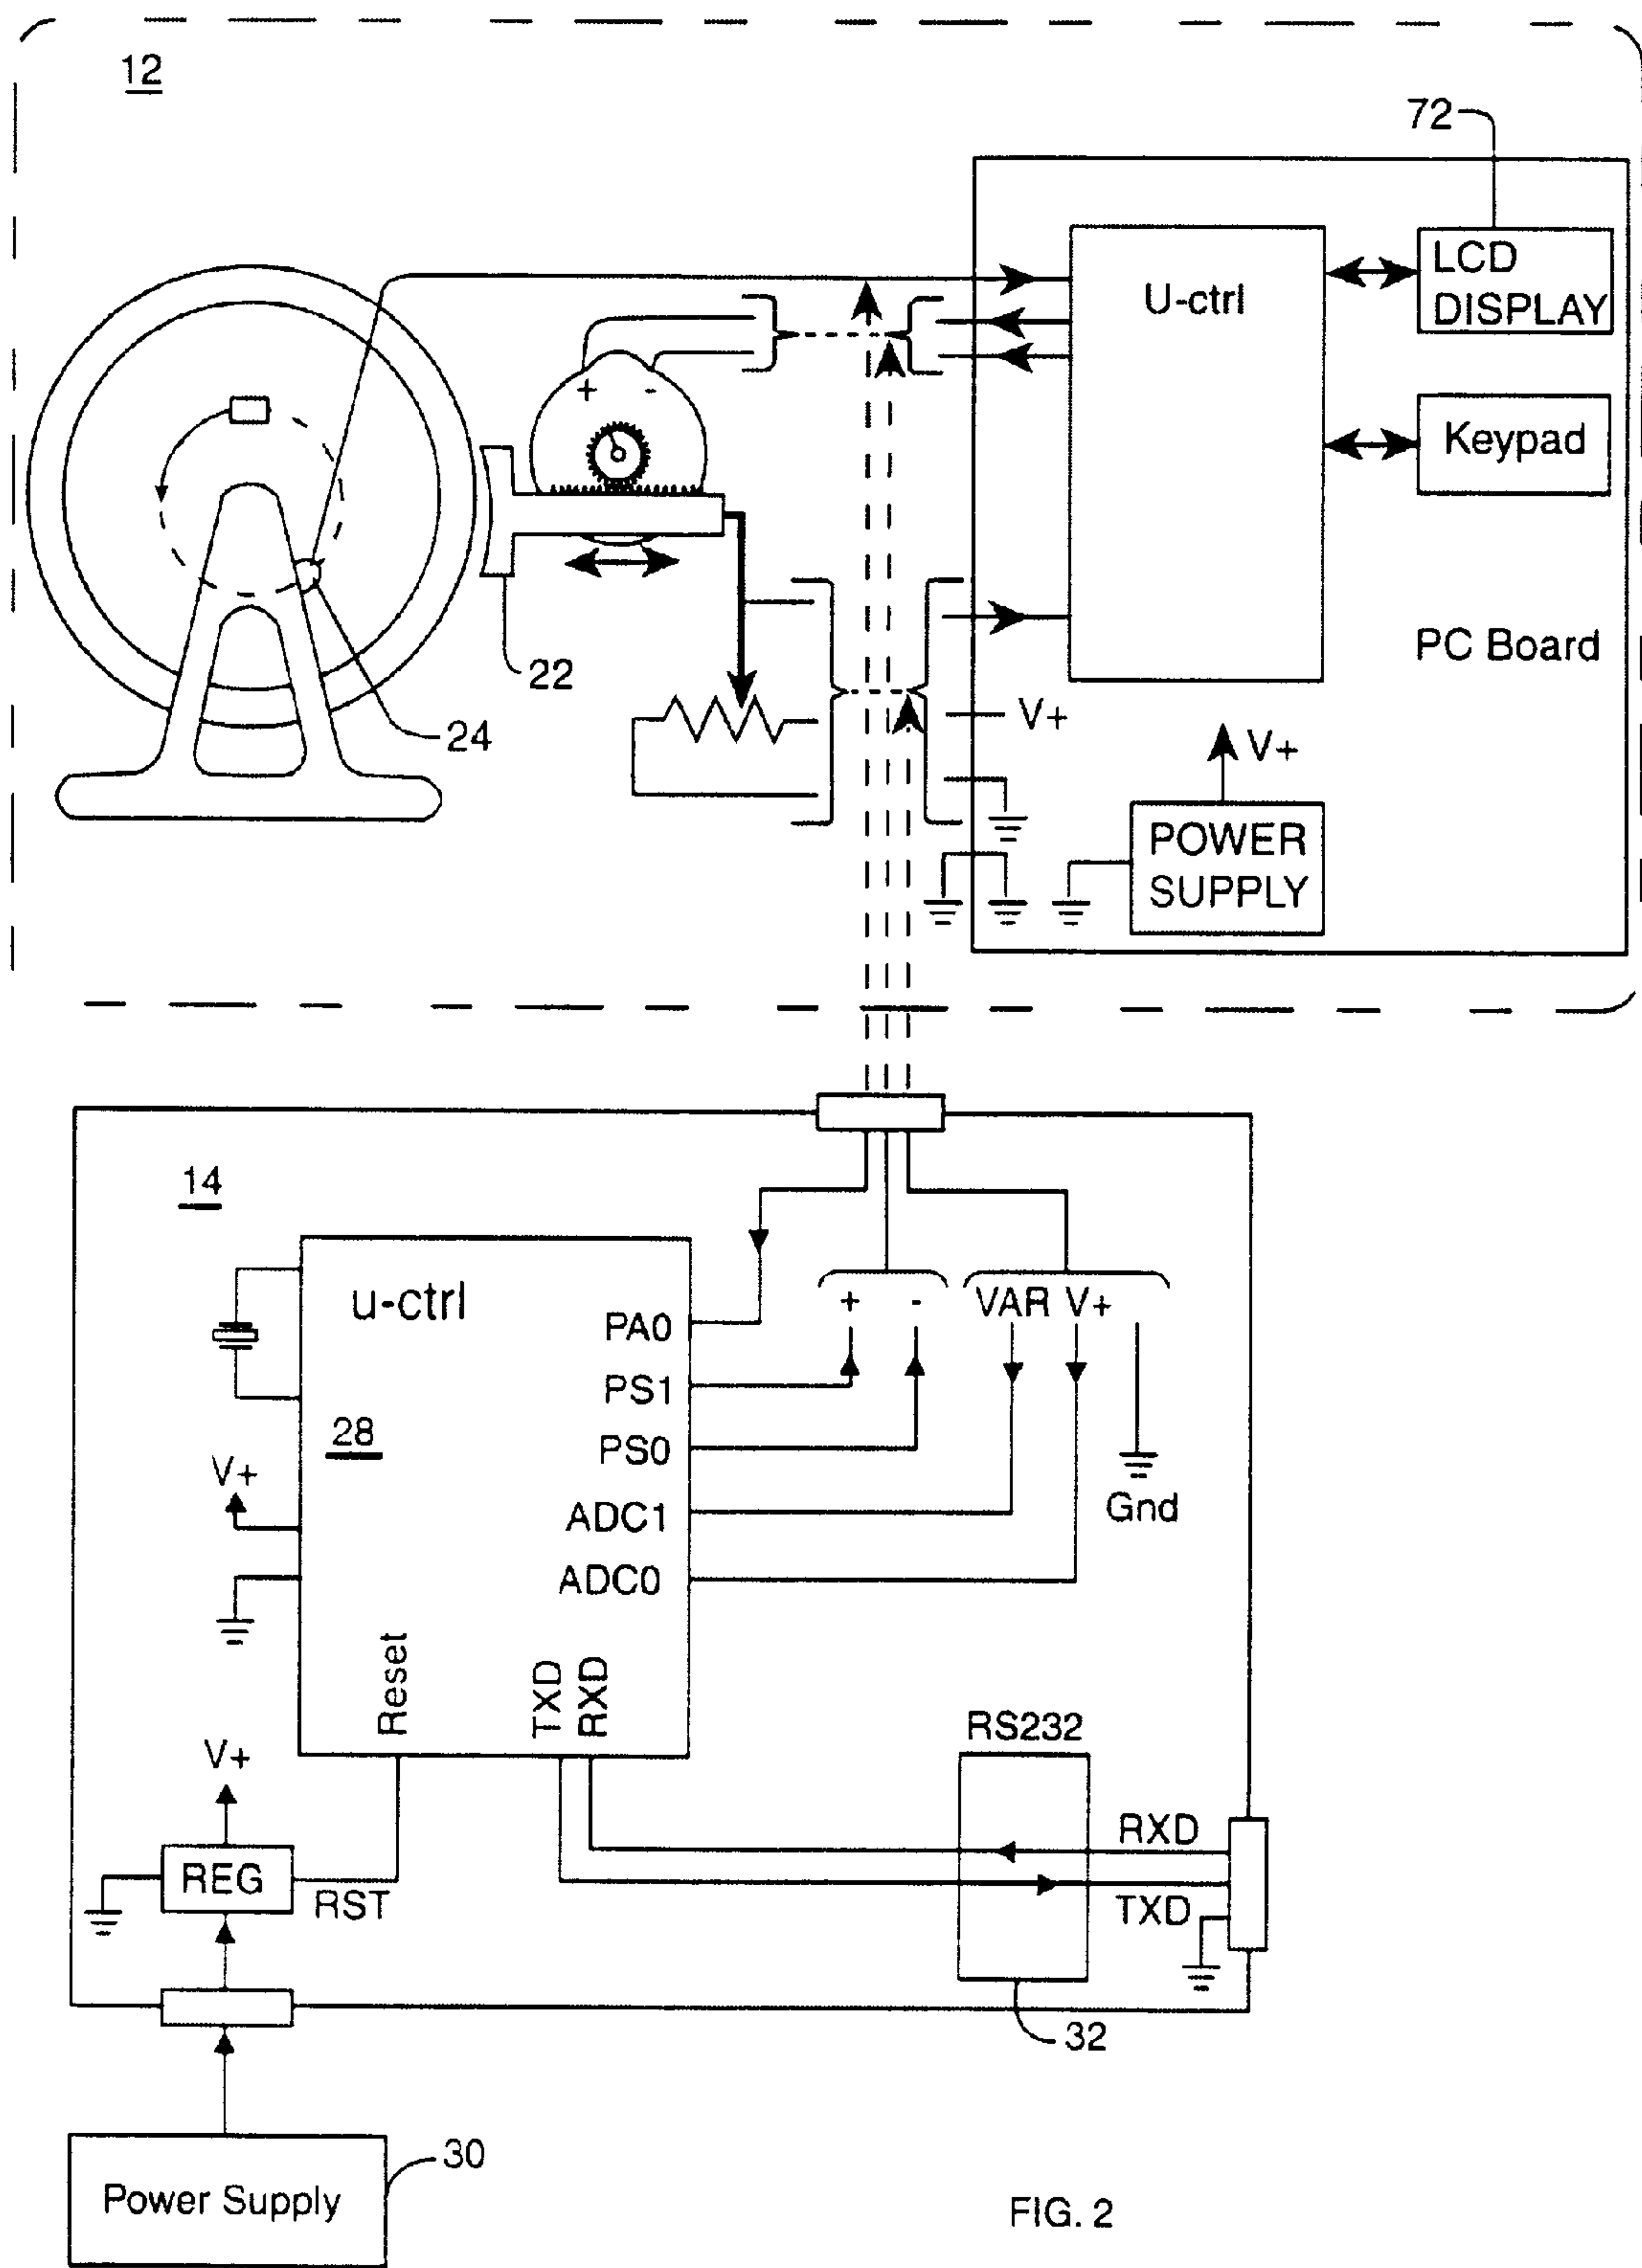 12
72
LCD
DISPLAY
U-ctrl
+ -
Keypad
22
24
PC Board
V+
V+
POWER
SUPPLY
14
u-ctrl
28
PA0
PS1
PS0
ADC1
ADC0
+ -
VAR V+
Gnd
V+
Reset
TXD
RXD
RS232
V+
REG
RST
RXD
TXD
32
30
Power Supply
FIG. 2